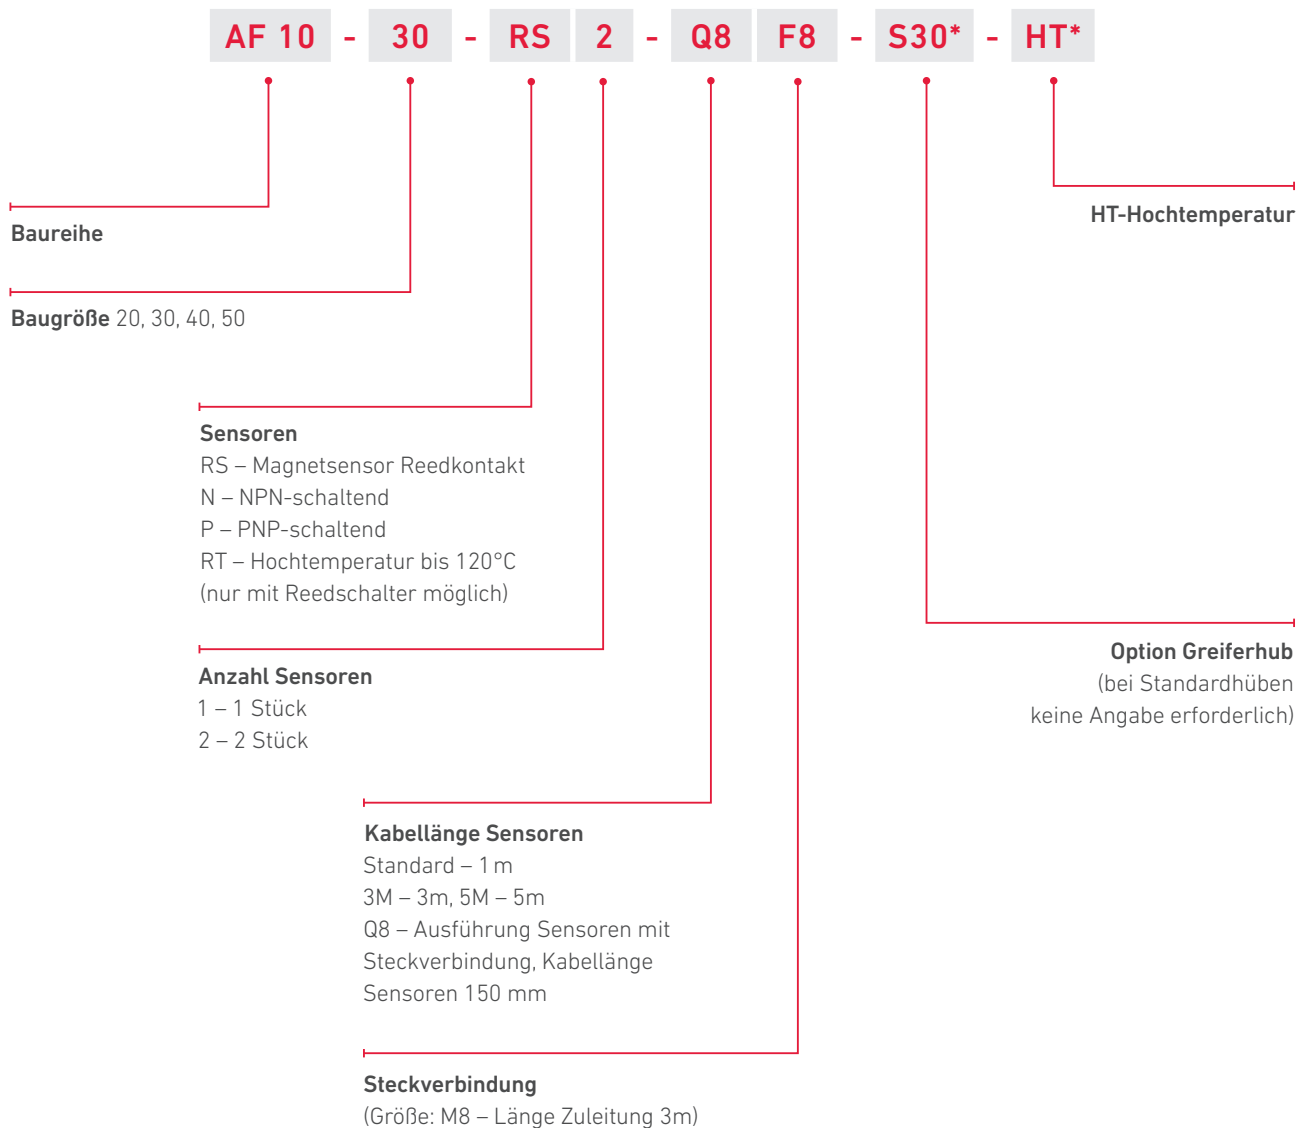 AF 10 - 30 - RS 2 - Q8 F8 - S30* - HT*
Baureihe
HT-Hochtemperatur
Baugröße 20, 30, 40, 50
Sensoren
RS – Magnetsensor Reedkontakt
N – NPN-schaltend
P – PNP-schaltend
RT – Hochtemperatur bis 120°C
(nur mit Reedschalter möglich)
Option Greiferhub
(bei Standardhüben
keine Angabe erforderlich)
Anzahl Sensoren
1 – 1 Stück
2 – 2 Stück
Kabellänge Sensoren
Standard – 1 m
3M – 3m, 5M – 5m
Q8 – Ausführung Sensoren mit
Steckverbindung, Kabellänge
Sensoren 150 mm
Steckverbindung
(Größe: M8 – Länge Zuleitung 3m)